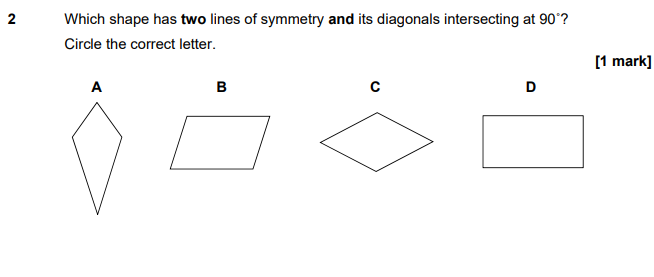 2 Which shape has two lines of symmetry and its diagonals intersecting at 90˚?
Circle the correct letter.
[1 mark]
A B C D